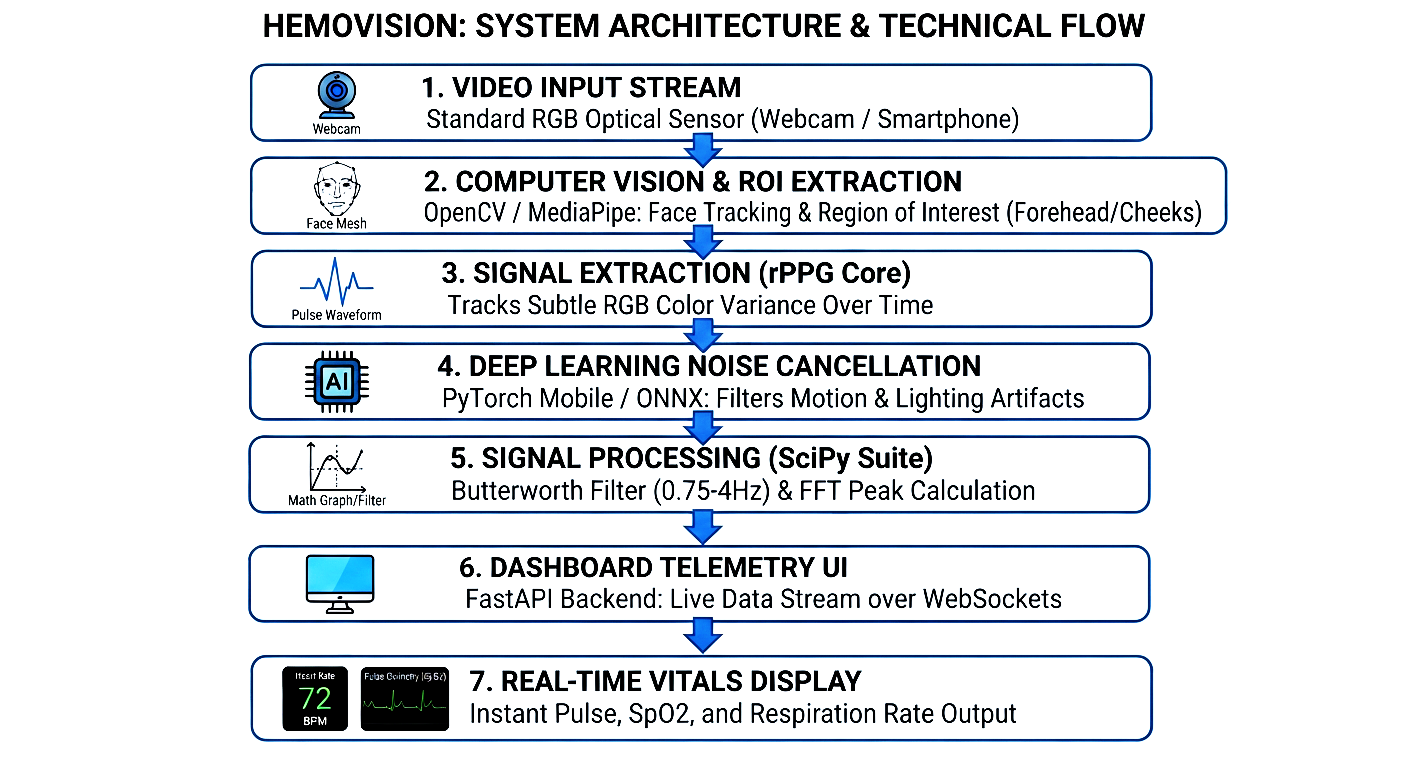 HEMOVISION: SYSTEM ARCHITECTURE & TECHNICAL FLOW
Webcam
1. VIDEO INPUT STREAM
Standard RGB Optical Sensor (Webcam / Smartphone)
Face Mesh
2. COMPUTER VISION & ROI EXTRACTION
OpenCV / MediaPipe: Face Tracking & Region of Interest (Forehead/Cheeks)
Pulse Waveform
3. SIGNAL EXTRACTION (rPPG Core)
Tracks Subtle RGB Color Variance Over Time
AI
4. DEEP LEARNING NOISE CANCELLATION
PyTorch Mobile / ONNX: Filters Motion & Lighting Artifacts
Math Graph/Filter
5. SIGNAL PROCESSING (SciPy Suite)
Butterworth Filter (0.75-4Hz) & FFT Peak Calculation
6. DASHBOARD TELEMETRY UI
FastAPI Backend: Live Data Stream over WebSockets
Rate
72
BPM
7. REAL-TIME VITALS DISPLAY
Instant Pulse, SpO2, and Respiration Rate Output